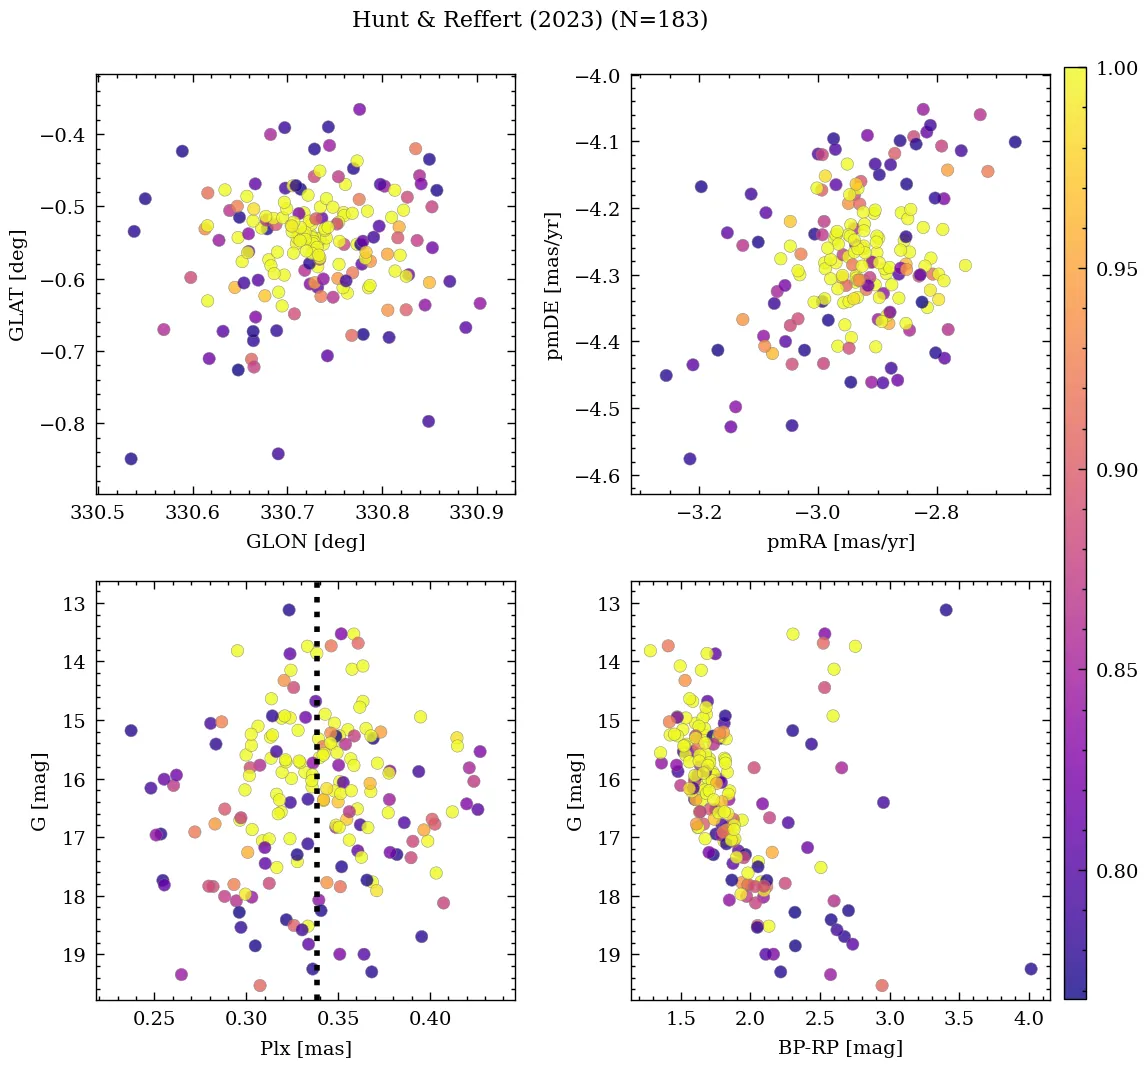 Hunt & Reffert (2023) (N=183)
−0.4
−0.5
−0.6
−0.7
−0.8
GLAT [deg]
330.5 330.6 330.7 330.8 330.9
GLON [deg]
−4.0
−4.1
−4.2
−4.3
−4.4
−4.5
−4.6
pmDE [mas/yr]
−3.2 −3.0 −2.8
pmRA [mas/yr]
13
14
15
16
17
18
19
G [mag]
0.25 0.30 0.35 0.40
Plx [mas]
13
14
15
16
17
18
19
G [mag]
1.5 2.0 2.5 3.0 3.5 4.0
BP-RP [mag]
1.00
0.95
0.90
0.85
0.80